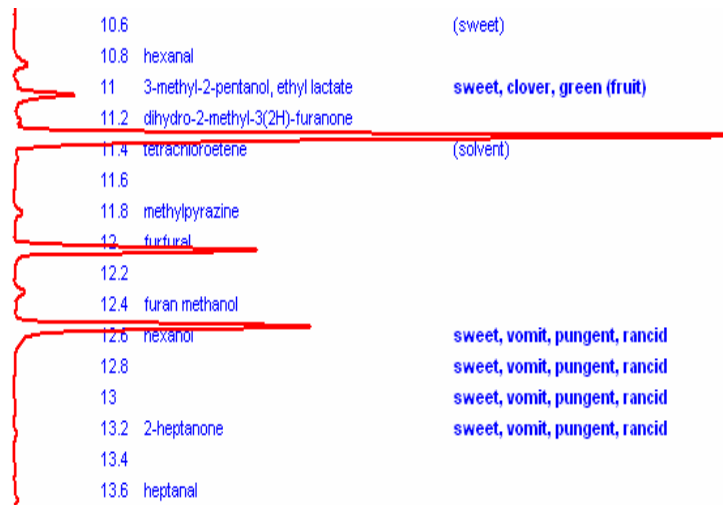 10.6 (sweet)
10.8 hexanal
11 3-methyl-2-pentanol, ethyl lactate sweet, clover, green (fruit)
11.2 dihydro-2-methyl-3(2H)-furanone
11.4 tetrachloroetene (solvent)
11.6
11.8 methylpyrazine
12 furfural
12.2
12.4 furan methanol
12.6 hexanol sweet, vomit, pungent, rancid
12.8 sweet, vomit, pungent, rancid
13 sweet, vomit, pungent, rancid
13.2 2-heptanone sweet, vomit, pungent, rancid
13.4
13.6 heptanal